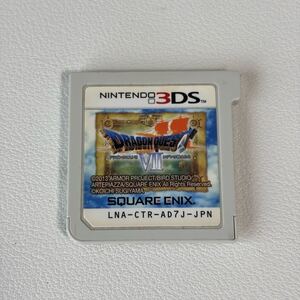 NINTENDO 3DS™
DRAGON QUEST
VII
©2013 ARMOR PROJECT/BIRD STUDIO/
ARTEPIAZZA/SQUARE ENIX All Rights Reserved.
©KOICHI SUGIYAMA
SQUARE ENIX
LNA-CTR-AD7J-JPN